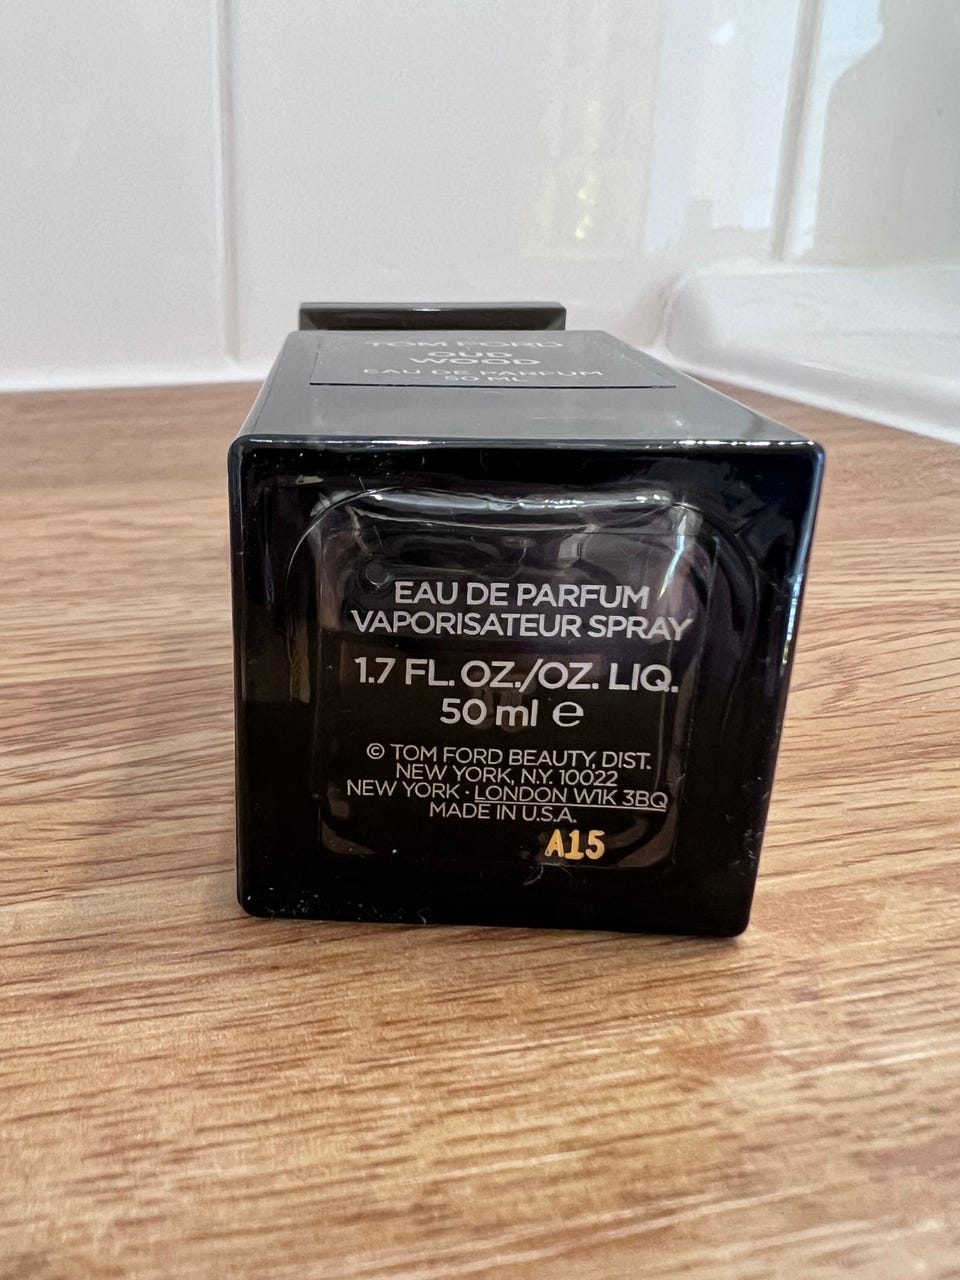 TOM FORD
OUD
WOOD
EAU DE PARFUM
50 ML
EAU DE PARFUM
VAPORISATEUR SPRAY
1.7 FL. OZ./OZ. LIQ.
50 ml ℮
© TOM FORD BEAUTY, DIST.
NEW YORK, N.Y. 10022
NEW YORK · LONDON W1K 3BQ
MADE IN U.S.A.
A15